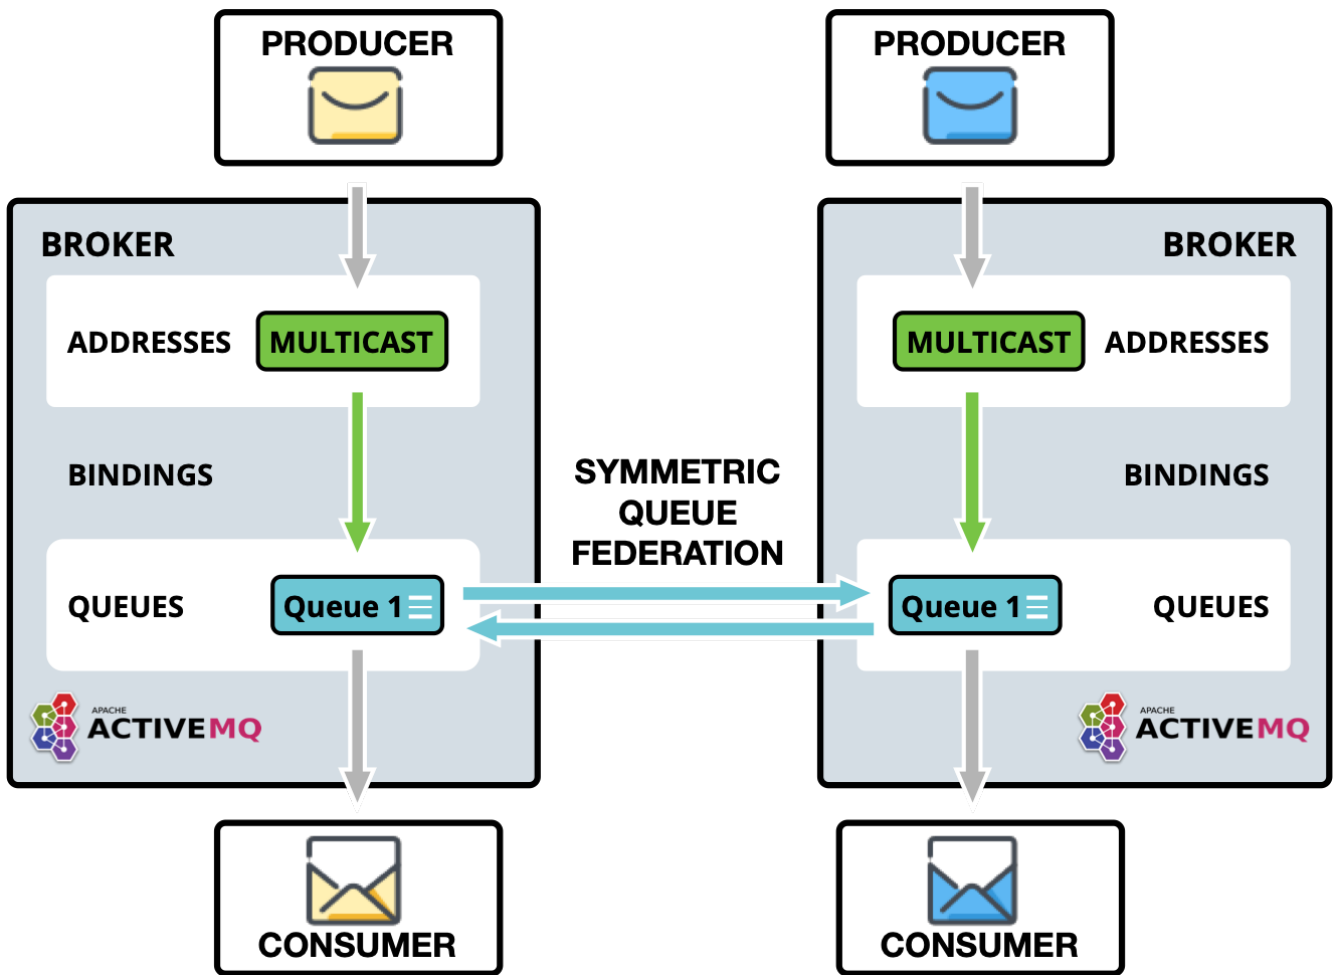 PRODUCER
PRODUCER
BROKER
BROKER
ADDRESSES
MULTICAST
MULTICAST
ADDRESSES
BINDINGS
SYMMETRIC
QUEUE
FEDERATION
BINDINGS
QUEUES
Queue 1
Queue 1
QUEUES
APACHE
ACTIVEMQ
APACHE
ACTIVEMQ
CONSUMER
CONSUMER